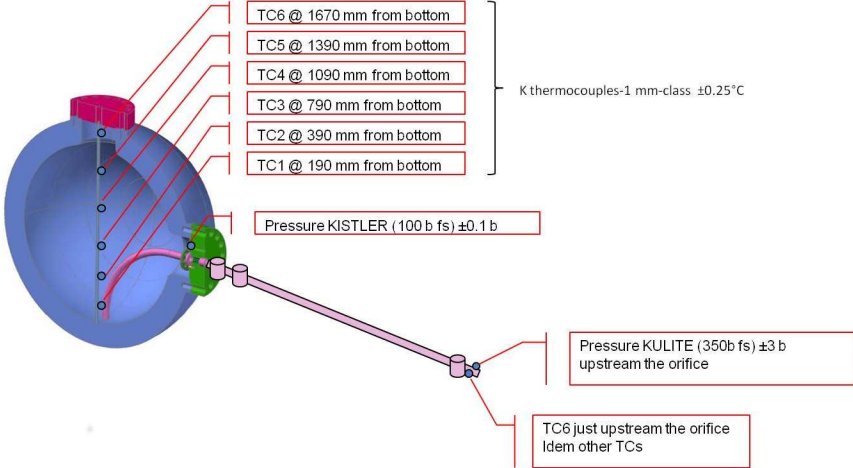 TC6 @ 1670 mm from bottom
TC5 @ 1390 mm from bottom
TC4 @ 1090 mm from bottom
TC3 @ 790 mm from bottom
TC2 @ 390 mm from bottom
TC1 @ 190 mm from bottom
K thermocouples-1 mm-class ±0.25°C
Pressure KISTLER (100 b fs) ±0.1 b
Pressure KULITE (350b fs) ±3 b
upstream the orifice
TC6 just upstream the orifice
Idem other TCs